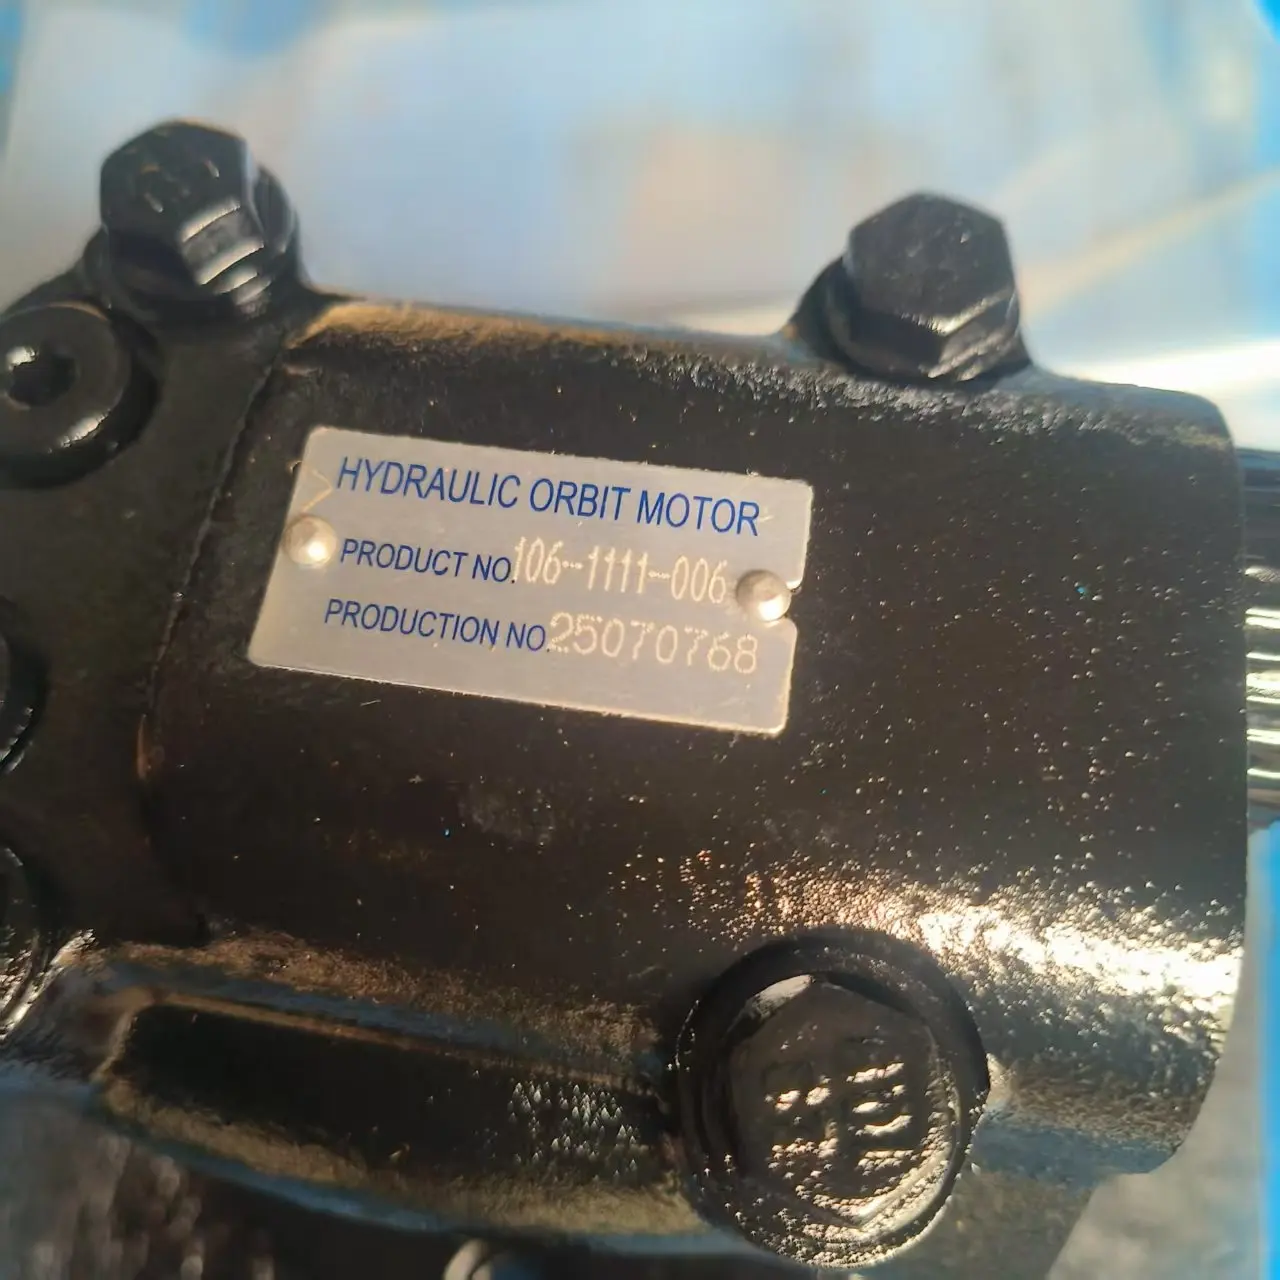 HYDRAULIC ORBIT MOTOR
PRODUCT NO.106-1111-006
PRODUCTION NO.25070768